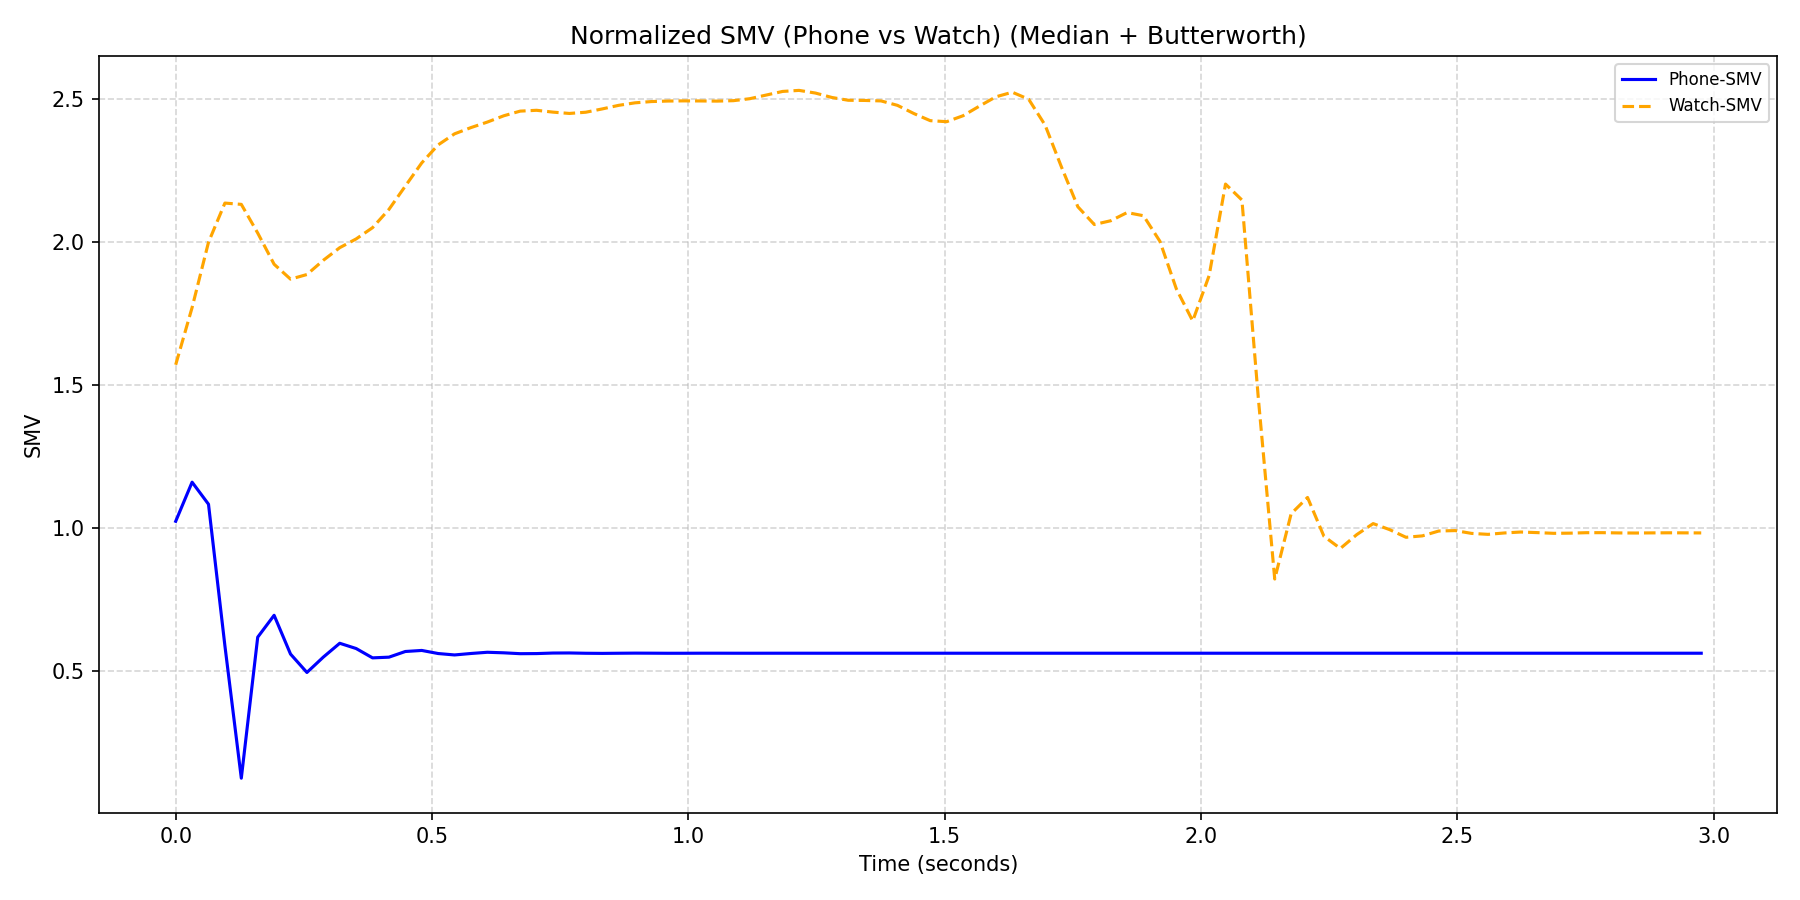 Normalized SMV (Phone vs Watch) (Median + Butterworth)
Phone-SMV
Watch-SMV
2.5
2.0
1.5
1.0
0.5
SMV
0.0 0.5 1.0 1.5 2.0 2.5 3.0
Time (seconds)